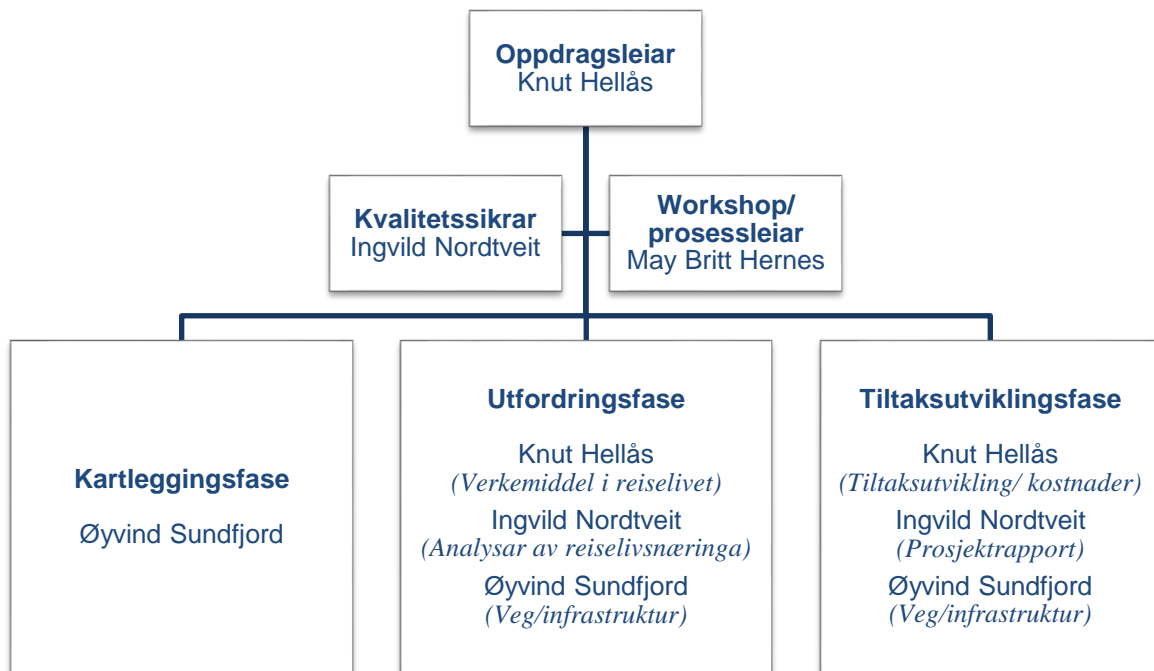 Oppdragsleiar
Knut Hellås
Kvalitetssikrar
Ingvild Nordtveit
Workshop/
prosessleiar
May Britt Hernes
Kartleggingsfase
Øyvind Sundfjord
Utfordringsfase
Knut Hellås
(Verkemiddel i reiselivet)
Ingvild Nordtveit
(Analysar av reiselivsnæringa)
Øyvind Sundfjord
(Veg/infrastruktur)
Tiltaksutviklingsfase
Knut Hellås
(Tiltaksutvikling/ kostnader)
Ingvild Nordtveit
(Prosjektrapport)
Øyvind Sundfjord
(Veg/infrastruktur)